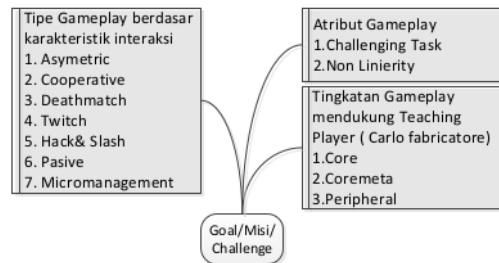 Tipe Gameplay berdasar
karakteristik interaksi
1. Asymetric
2. Cooperative
3. Deathmatch
4. Twitch
5. Hack& Slash
6. Pasive
7. Micromanagement
Atribut Gameplay
1.Challenging Task
2.Non Linierity
Tingkatan Gameplay
mendukung Teaching
Player ( Carlo fabricatore)
1.Core
2.Coremeta
3.Peripheral
Goal/Misi/
Challenge